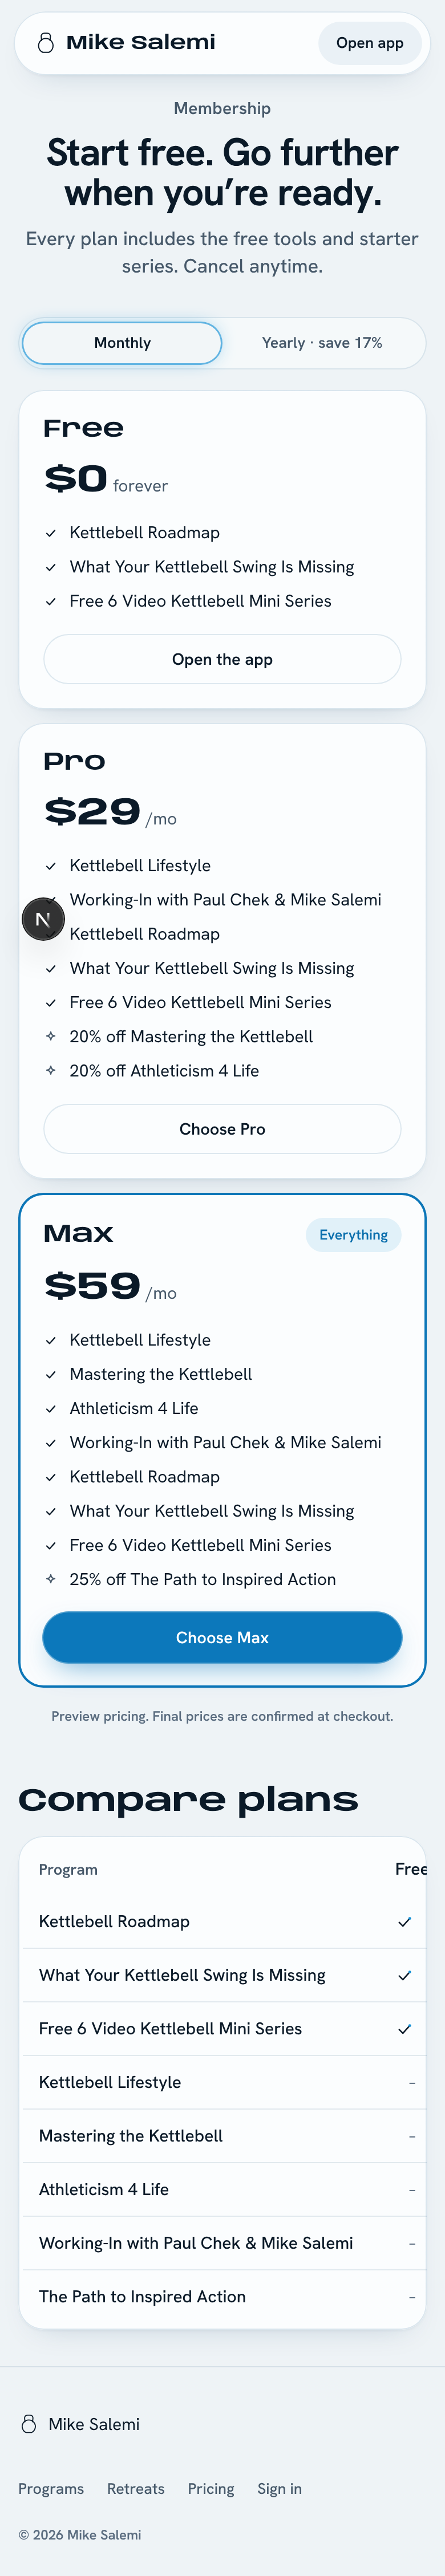 Mike Salemi
Open app
Membership
Start free. Go further
when you’re ready.
Every plan includes the free tools and starter
series. Cancel anytime.
Monthly
Yearly · save 17%
Free
$0 forever
Kettlebell Roadmap
What Your Kettlebell Swing Is Missing
Free 6 Video Kettlebell Mini Series
Open the app
Pro
$29 /mo
Kettlebell Lifestyle
Working-In with Paul Chek & Mike Salemi
N
Kettlebell Roadmap
What Your Kettlebell Swing Is Missing
Free 6 Video Kettlebell Mini Series
20% off Mastering the Kettlebell
20% off Athleticism 4 Life
Choose Pro
Max
Everything
$59 /mo
Kettlebell Lifestyle
Mastering the Kettlebell
Athleticism 4 Life
Working-In with Paul Chek & Mike Salemi
Kettlebell Roadmap
What Your Kettlebell Swing Is Missing
Free 6 Video Kettlebell Mini Series
25% off The Path to Inspired Action
Choose Max
Preview pricing. Final prices are confirmed at checkout.
Compare plans
Program Free
Kettlebell Roadmap
What Your Kettlebell Swing Is Missing
Free 6 Video Kettlebell Mini Series
Kettlebell Lifestyle –
Mastering the Kettlebell –
Athleticism 4 Life –
Working-In with Paul Chek & Mike Salemi –
The Path to Inspired Action –
Mike Salemi
Programs Retreats Pricing Sign in
© 2026 Mike Salemi